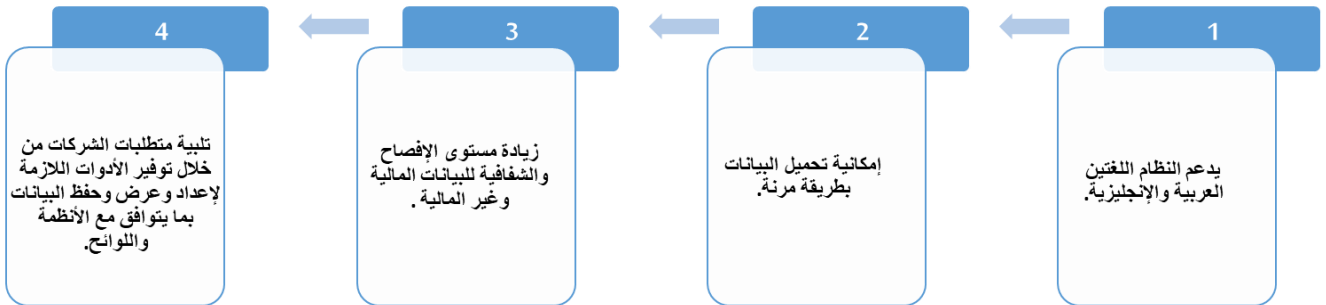 1
يدعم النظام اللغتين
العربية والإنجليزية.
2
إمكانية تحميل البيانات
بطريقة مرنة.
3
زيادة مستوى الإفصاح
والشفافية للبيانات المالية
وغير المالية .
4
تلبية متطلبات الشركات من
خلال توفير الأدوات اللازمة
لإعداد وعرض وحفظ البيانات
بما يتوافق مع الأنظمة
واللوائح.